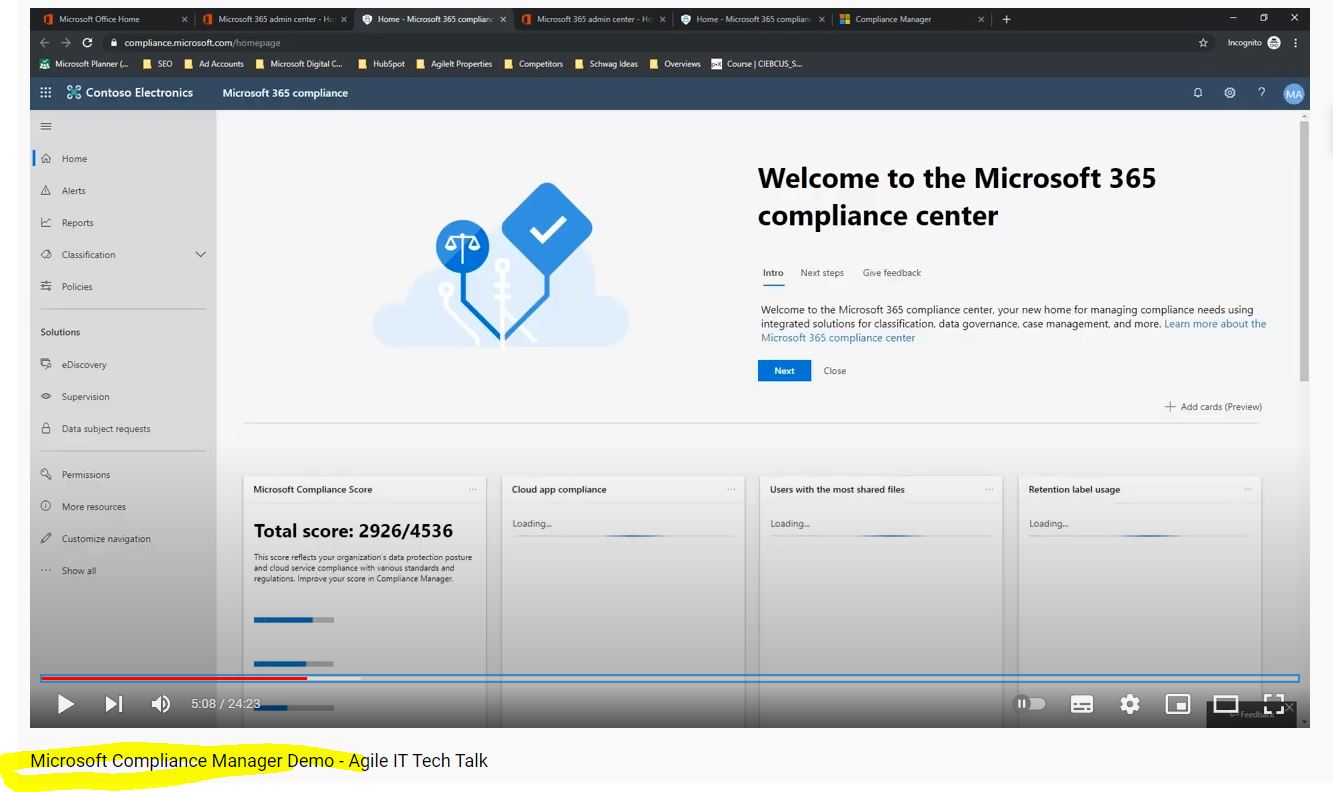 Microsoft Office Home
Microsoft 365 admin center - Ho
Home - Microsoft 365 complianc
Microsoft 365 admin center - Ho
Home - Microsoft 365 complian
Compliance Manager
compliance.microsoft.com/homepage
Incognito
Microsoft Planner (...
SEO
Ad Accounts
Microsoft Digital C...
HubSpot
AgileIt Properties
Competitors
Schwag Ideas
Overviews
Course | CIEBCUS_S...
Contoso Electronics
Microsoft 365 compliance
?
MA
Home
Alerts
Reports
Classification
Policies
Solutions
eDiscovery
Supervision
Data subject requests
Permissions
More resources
Customize navigation
Show all
Welcome to the Microsoft 365
compliance center
Intro
Next steps
Give feedback
Welcome to the Microsoft 365 compliance center, your new home for managing compliance needs using
integrated solutions for classification, data governance, case management, and more. Learn more about the
Microsoft 365 compliance center
Next
Close
Add cards (Preview)
Microsoft Compliance Score
Total score: 2926/4536
This score reflects your organization's data protection posture
and cloud service compliance with various standards and
regulations. Improve your score in Compliance Manager.
Cloud app compliance
Loading...
Users with the most shared files
Loading...
Retention label usage
Loading...
5:08 / 24:23
Feedback
Microsoft Compliance Manager Demo - Agile IT Tech Talk